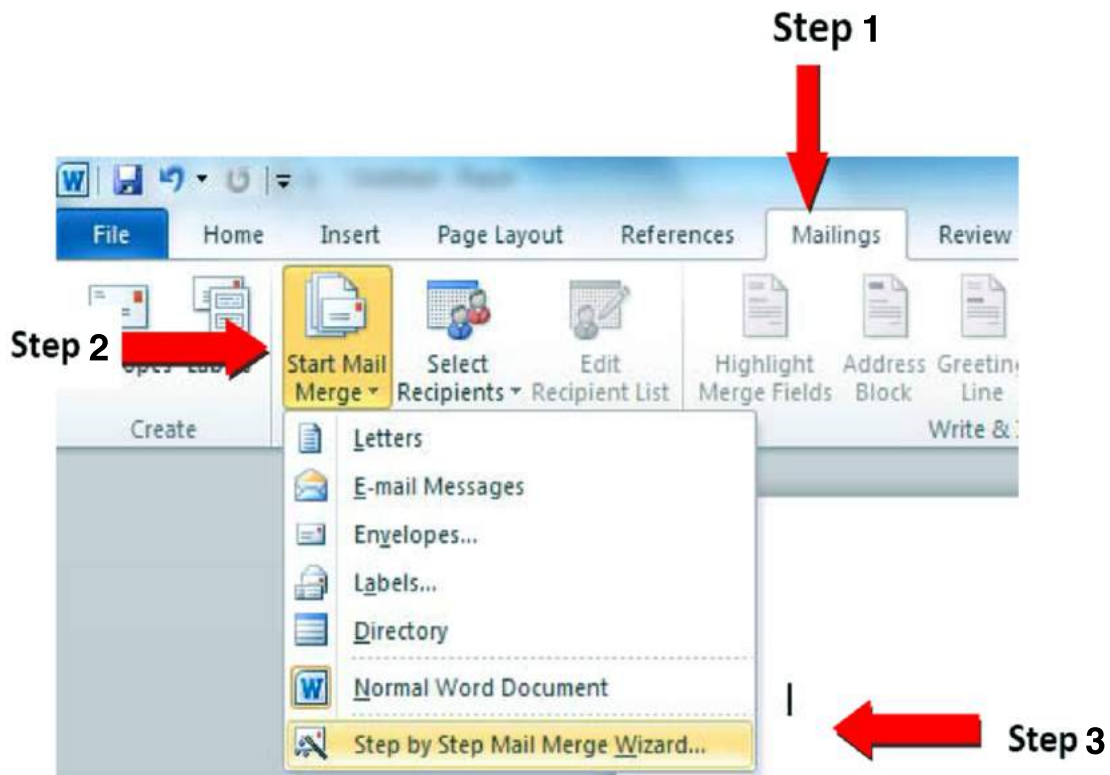 Step 1
File Home Insert Page Layout References Mailings Review
Step 2
Start Mail Merge
Select Recipients
Edit Recipient List
Highlight Merge Fields
Address Block
Line
Create
Write &
Letters
E-mail Messages
Envelopes...
Labels...
Directory
Normal Word Document
Step by Step Mail Merge Wizard...
Step 3